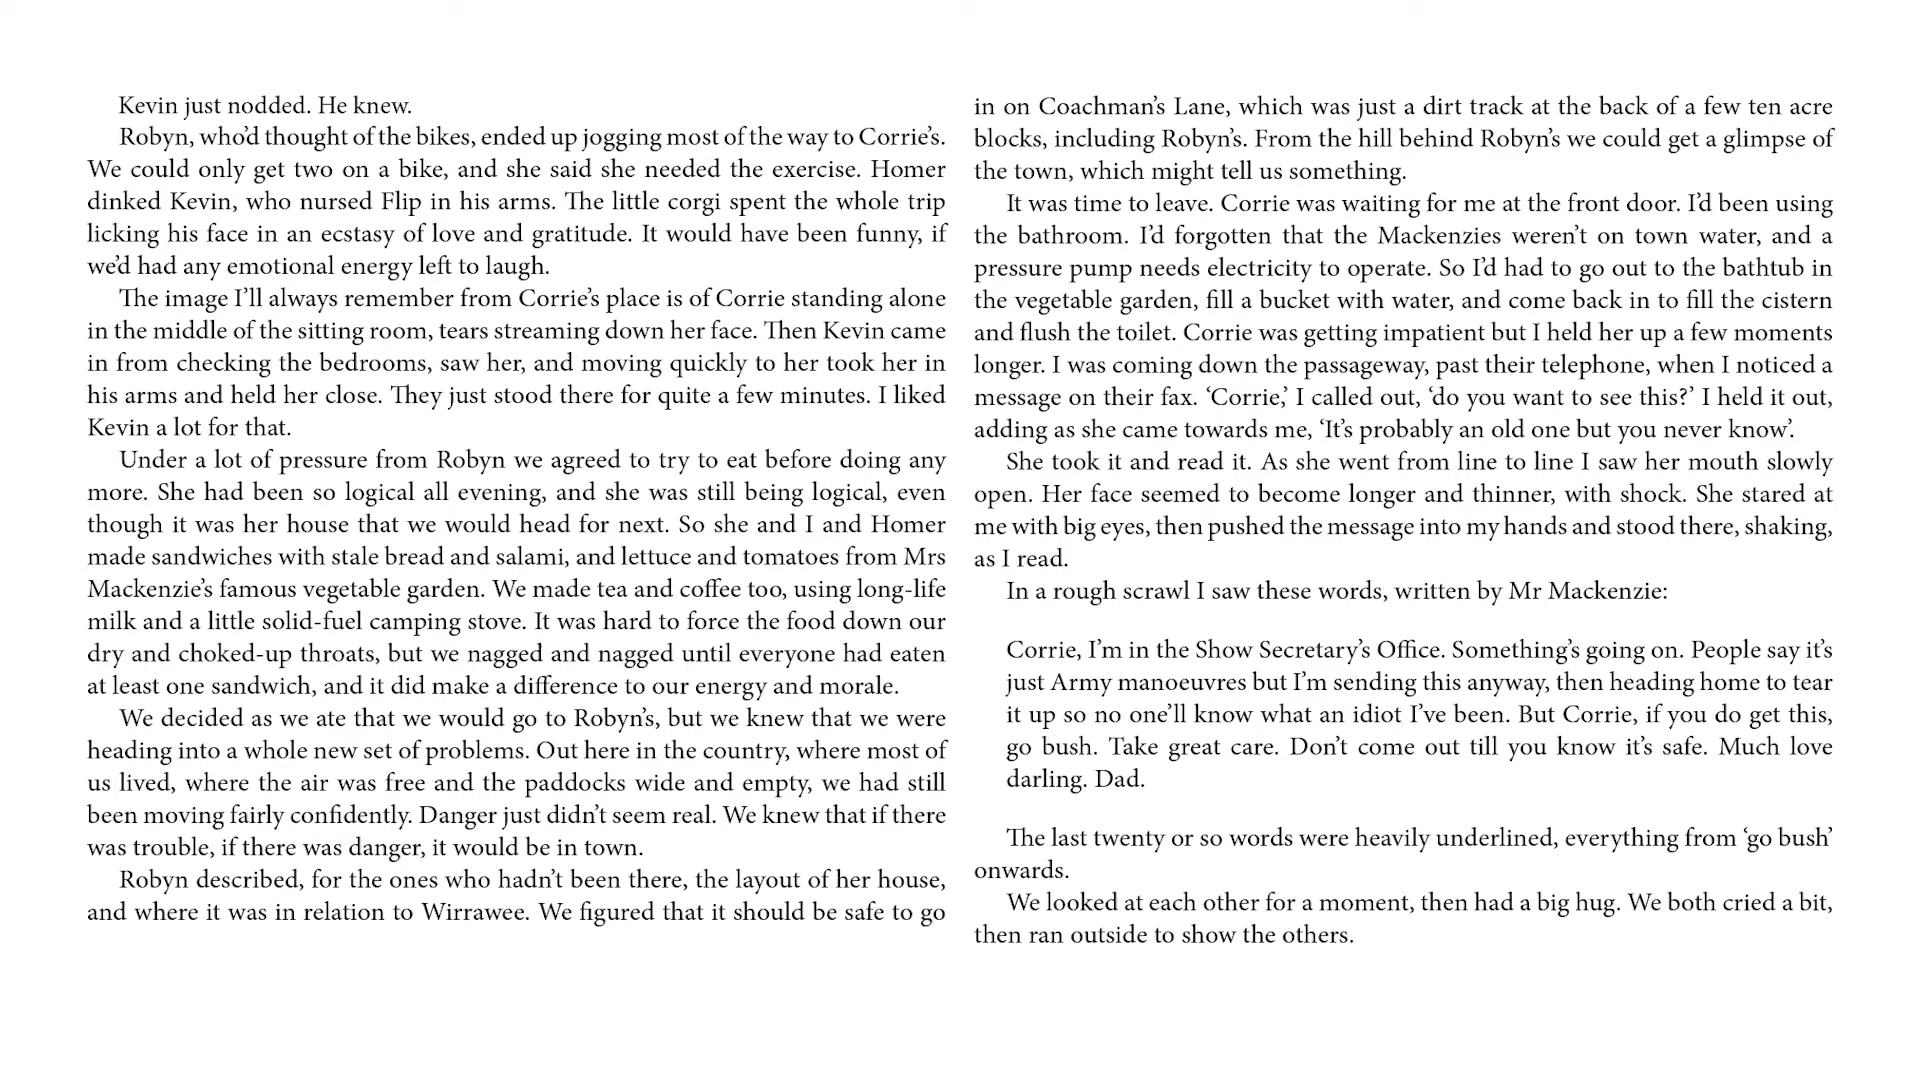 Kevin just nodded. He knew.
Robyn, who’d thought of the bikes, ended up jogging most of the way to Corrie’s.
We could only get two on a bike, and she said she needed the exercise. Homer
dinked Kevin, who nursed Flip in his arms. The little corgi spent the whole trip
licking his face in an ecstasy of love and gratitude. It would have been funny, if
we’d had any emotional energy left to laugh.
The image I’ll always remember from Corrie’s place is of Corrie standing alone
in the middle of the sitting room, tears streaming down her face. Then Kevin came
in from checking the bedrooms, saw her, and moving quickly to her took her in
his arms and held her close. They just stood there for quite a few minutes. I liked
Kevin a lot for that.
Under a lot of pressure from Robyn we agreed to try to eat before doing any
more. She had been so logical all evening, and she was still being logical, even
though it was her house that we would head for next. So she and I and Homer
made sandwiches with stale bread and salami, and lettuce and tomatoes from Mrs
Mackenzie’s famous vegetable garden. We made tea and coffee too, using long-life
milk and a little solid-fuel camping stove. It was hard to force the food down our
dry and choked-up throats, but we nagged and nagged until everyone had eaten
at least one sandwich, and it did make a difference to our energy and morale.
We decided as we ate that we would go to Robyn’s, but we knew that we were
heading into a whole new set of problems. Out here in the country, where most of
us lived, where the air was free and the paddocks wide and empty, we had still
been moving fairly confidently. Danger just didn’t seem real. We knew that if there
was trouble, if there was danger, it would be in town.
Robyn described, for the ones who hadn’t been there, the layout of her house,
and where it was in relation to Wirrawee. We figured that it should be safe to go
in on Coachman’s Lane, which was just a dirt track at the back of a few ten acre
blocks, including Robyn’s. From the hill behind Robyn’s we could get a glimpse of
the town, which might tell us something.
It was time to leave. Corrie was waiting for me at the front door. I’d been using
the bathroom. I’d forgotten that the Mackenzies weren’t on town water, and a
pressure pump needs electricity to operate. So I’d had to go out to the bathtub in
the vegetable garden, fill a bucket with water, and come back in to fill the cistern
and flush the toilet. Corrie was getting impatient but I held her up a few moments
longer. I was coming down the passageway, past their telephone, when I noticed a
message on their fax. ‘Corrie,’ I called out, ‘do you want to see this?’ I held it out,
adding as she came towards me, ‘It’s probably an old one but you never know’.
She took it and read it. As she went from line to line I saw her mouth slowly
open. Her face seemed to become longer and thinner, with shock. She stared at
me with big eyes, then pushed the message into my hands and stood there, shaking,
as I read.
In a rough scrawl I saw these words, written by Mr Mackenzie:
Corrie, I’m in the Show Secretary’s Office. Something’s going on. People say it’s
just Army manoeuvres but I’m sending this anyway, then heading home to tear
it up so no one’ll know what an idiot I’ve been. But Corrie, if you do get this,
go bush. Take great care. Don’t come out till you know it’s safe. Much love
darling. Dad.
The last twenty or so words were heavily underlined, everything from ‘go bush’
onwards.
We looked at each other for a moment, then had a big hug. We both cried a bit,
then ran outside to show the others.